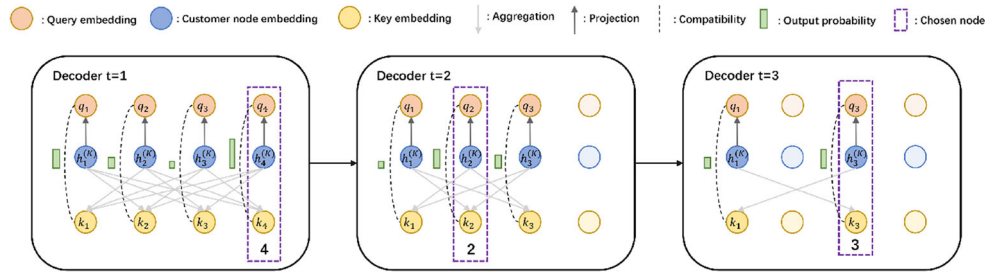 : Query embedding : Customer node embedding : Key embedding : Aggregation : Projection : Compatibility : Output probability : Chosen node
Decoder t=1 Decoder t=2 Decoder t=3
q₁ q₂ q₃ q₄ q₁ q₂ q₃ q₁ q₃
h₁⁽ᴷ⁾ h₂⁽ᴷ⁾ h₃⁽ᴷ⁾ h₄⁽ᴷ⁾ h₁⁽ᴷ⁾ h₂⁽ᴷ⁾ h₃⁽ᴷ⁾ h₁⁽ᴷ⁾ h₃⁽ᴷ⁾
k₁ k₂ k₃ k₄ k₁ k₂ k₃ k₁ k₃
4 2 3